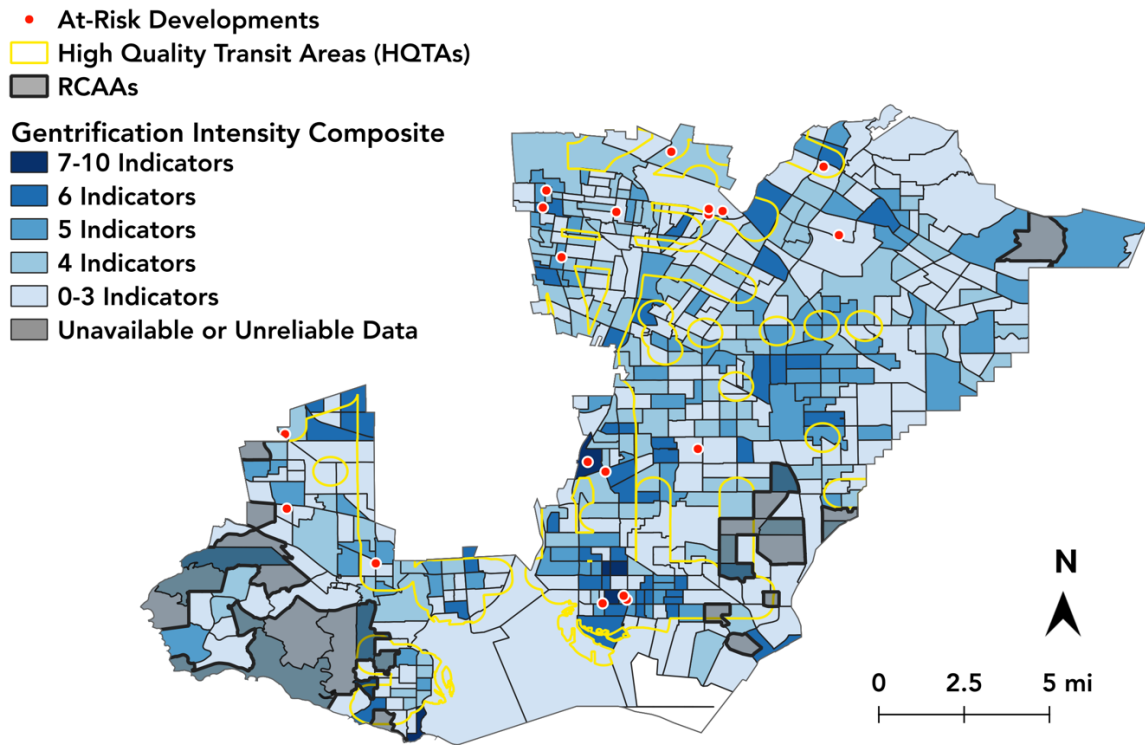 At-Risk Developments
High Quality Transit Areas (HQTAs)
RCAAs
Gentrification Intensity Composite
7-10 Indicators
6 Indicators
5 Indicators
4 Indicators
0-3 Indicators
Unavailable or Unreliable Data
N
0 2.5 5 mi